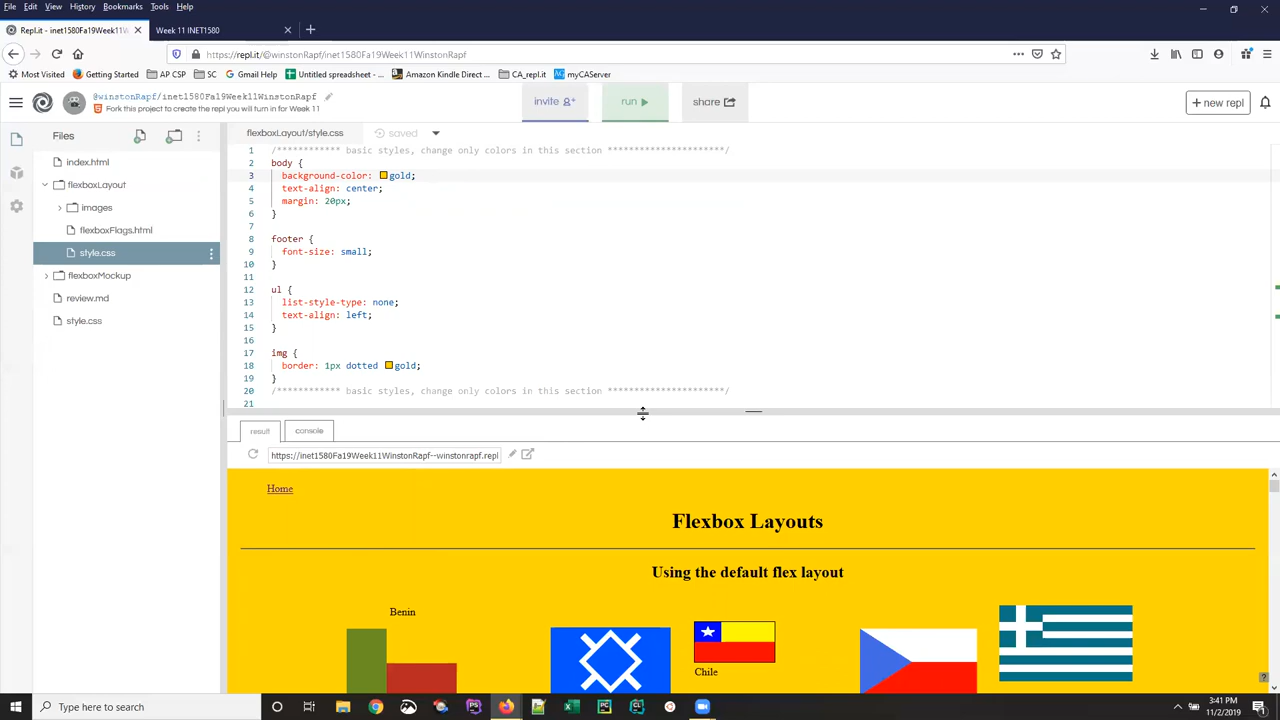 File Edit View History Bookmarks Tools Help
Repl.it - inet1580Fa19Week11W
Week 11 INET1580
https://repl.it/@winstonRapf/inet1580Fa19Week11WinstonRapf
Most Visited Getting Started AP CSP SC Gmail Help Untitled spreadsheet - ... Amazon Kindle Direct ... CA_repl.it myCAServer
@winstonRapf/inet1580Fa19Week11WinstonRapf
Fork this project to create the repl you will turn in for Week 11
invite
run
share
+ new repl
Files
flexboxLayout/style.css
saved
index.html
flexboxLayout
images
flexboxFlags.html
style.css
flexboxMockup
review.md
style.css
1 /************ basic styles, change only colors in this section ***********************/
2 body {
3 background-color: gold;
4 text-align: center;
5 margin: 20px;
6 }
7
8 footer {
9 font-size: small;
10 }
11
12 ul {
13 list-style-type: none;
14 text-align: left;
15 }
16
17 img {
18 border: 1px dotted gold;
19 }
20 /************ basic styles, change only colors in this section ***********************/
21
result console
https://inet1580Fa19Week11WinstonRapf--winstonrapf.repl
Home
Flexbox Layouts
Using the default flex layout
Benin
Chile
Type here to search
PS
PC
CL
3:41 PM
11/2/2019